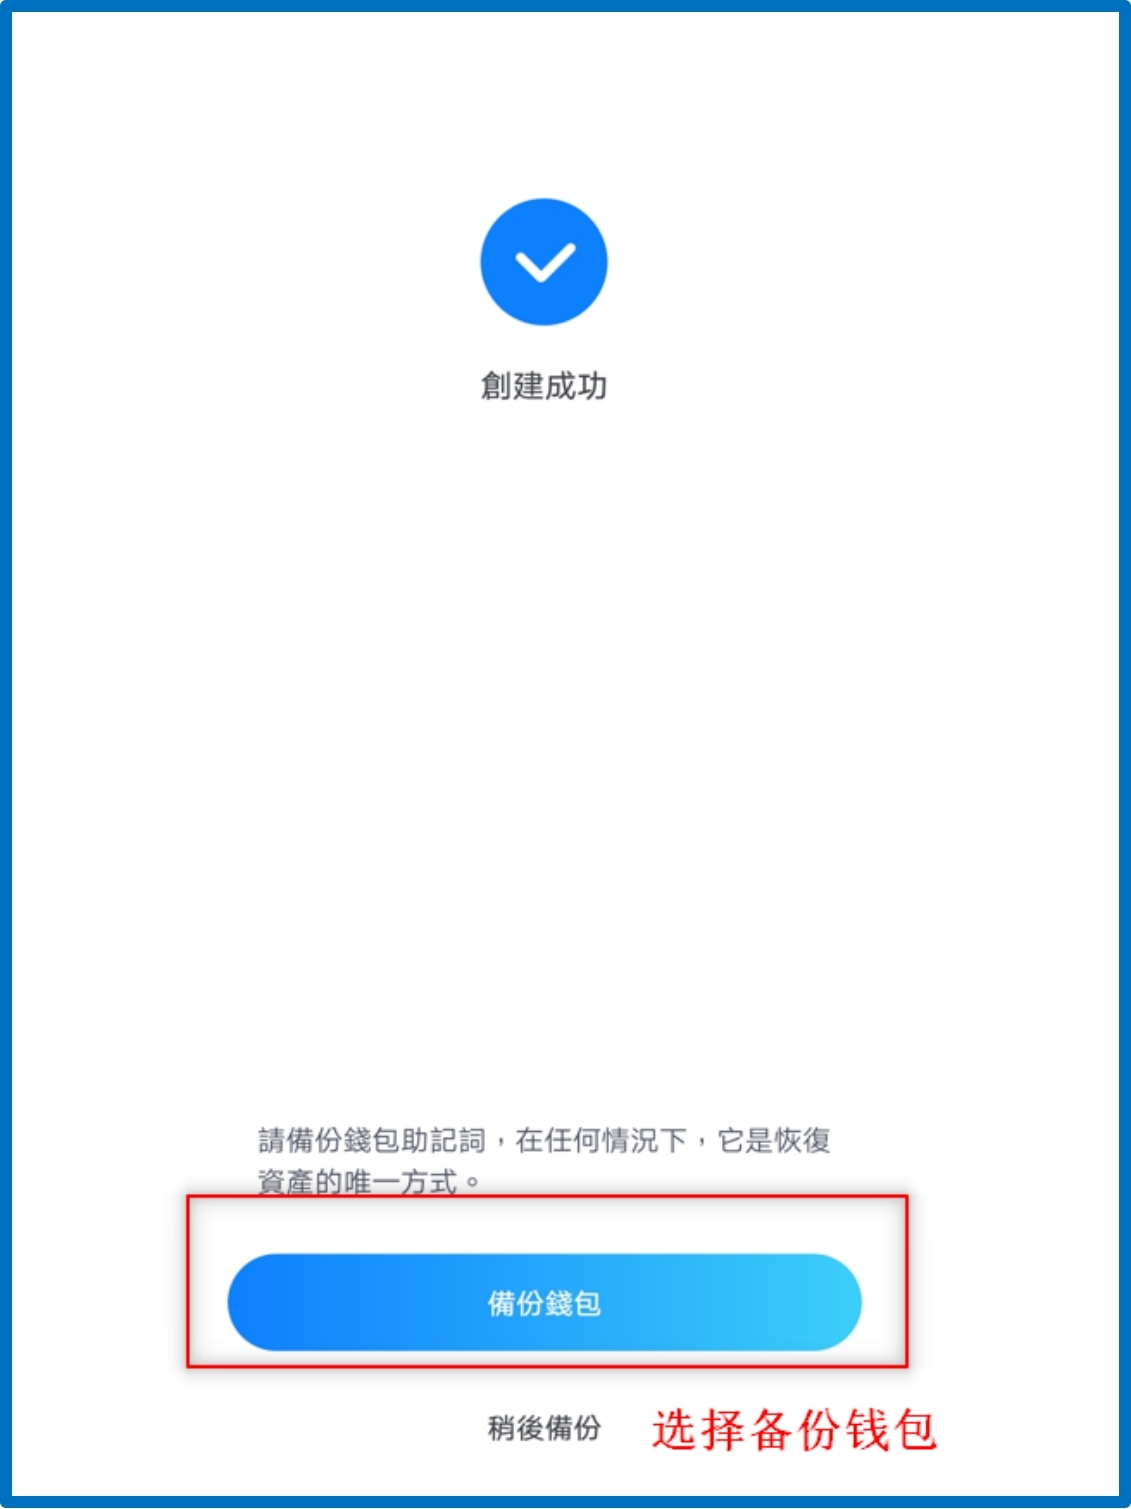 創建成功
請備份錢包助記詞，在任何情況下，它是恢復
資產的唯一方式。
備份錢包
稍後備份
选择备份钱包